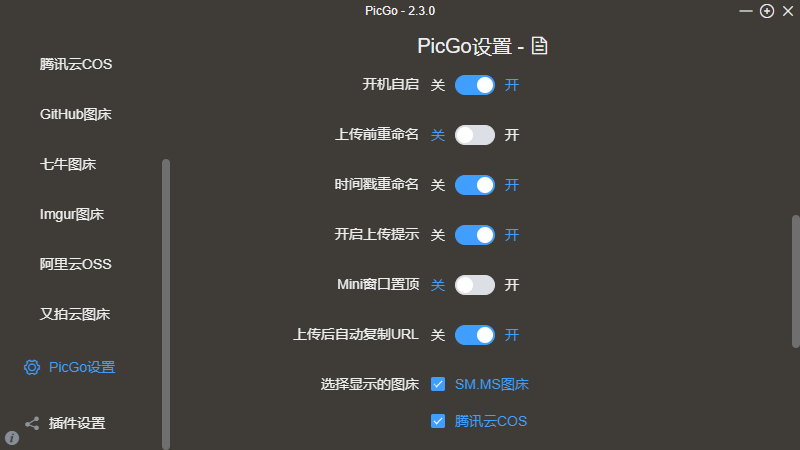 PicGo - 2.3.0
腾讯云COS
GitHub图床
七牛图床
Imgur图床
阿里云OSS
又拍云图床
PicGo设置
插件设置
PicGo设置 -
开机自启 关 开
上传前重命名 关 开
时间戳重命名 关 开
开启上传提示 关 开
Mini窗口置顶 关 开
上传后自动复制URL 关 开
选择显示的图床 SM.MS图床
腾讯云COS